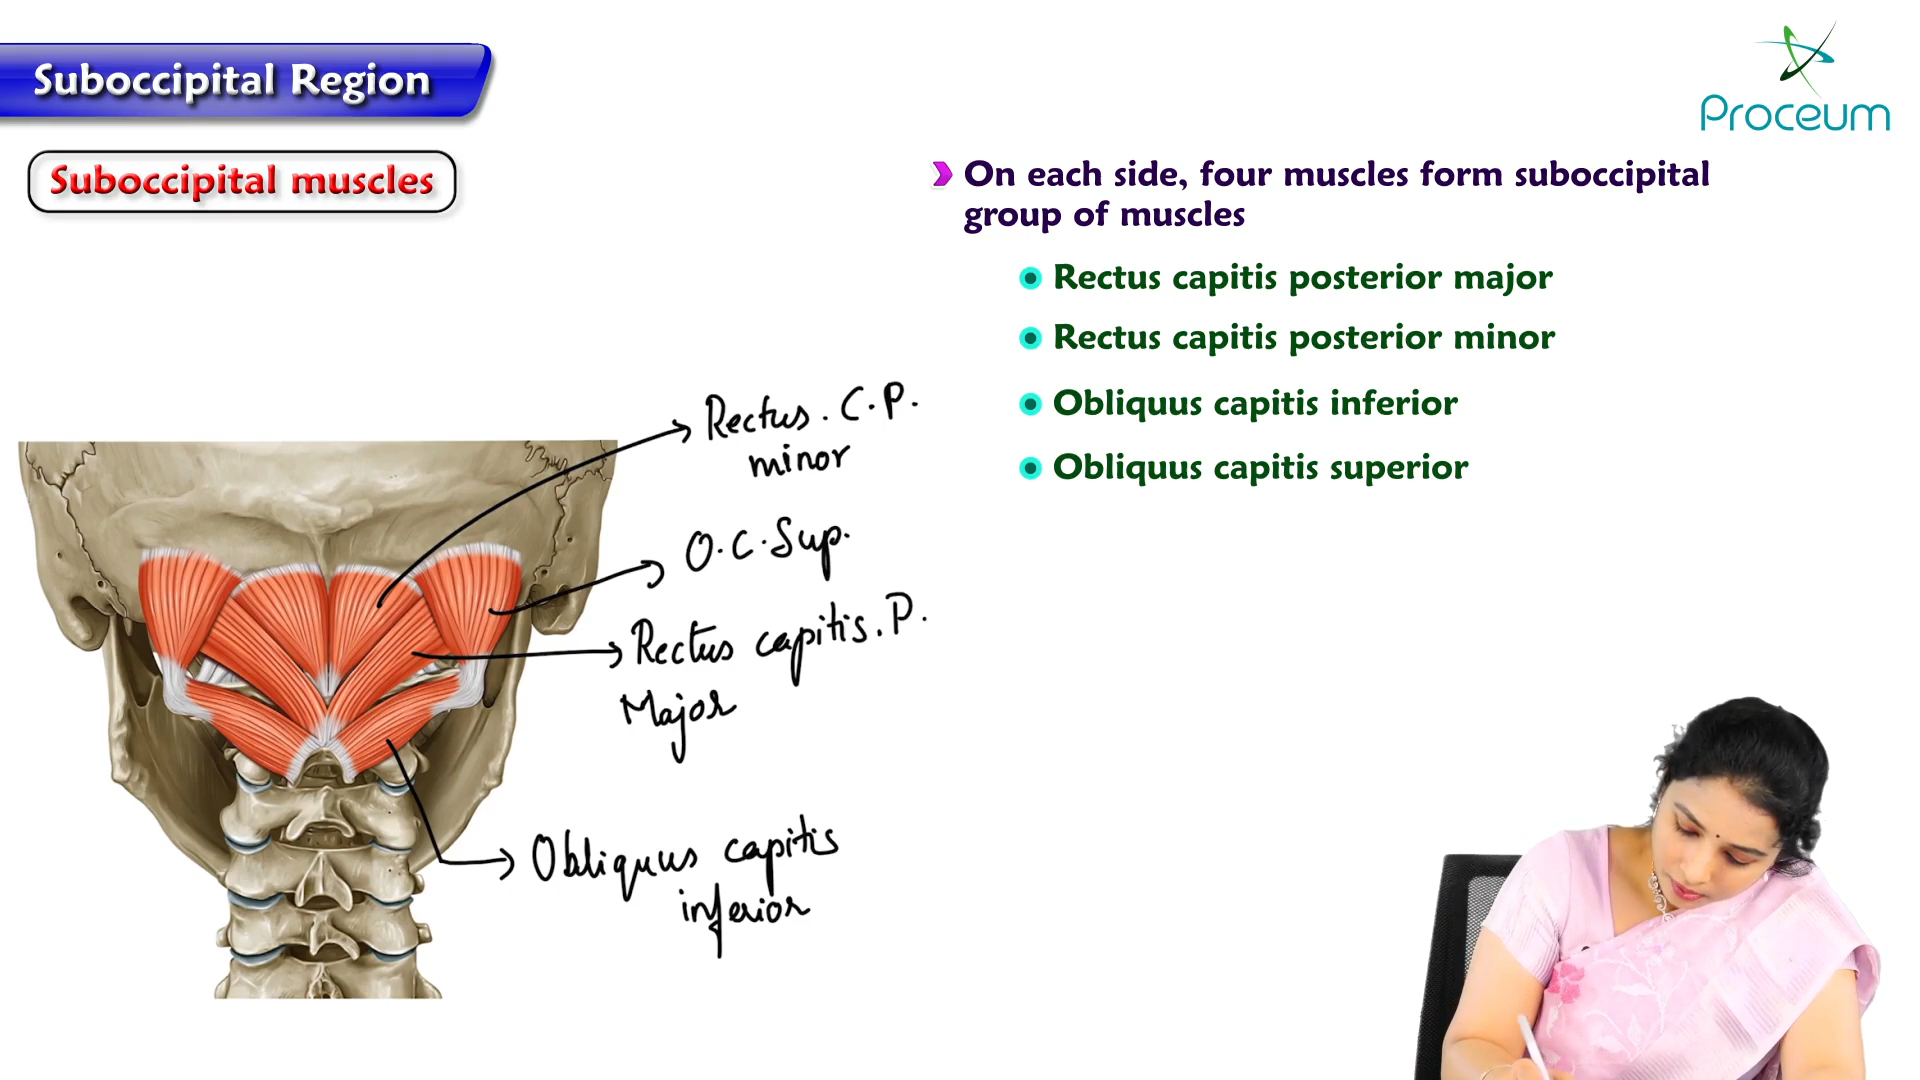 Suboccipital Region
Proceum
Suboccipital muscles
On each side, four muscles form suboccipital
group of muscles
Rectus capitis posterior major
Rectus capitis posterior minor
Obliquus capitis inferior
Obliquus capitis superior
Rectus. C.P.
minor
O.C.Sup.
Rectus capitis. P.
Major
Obliquus capitis
inferior